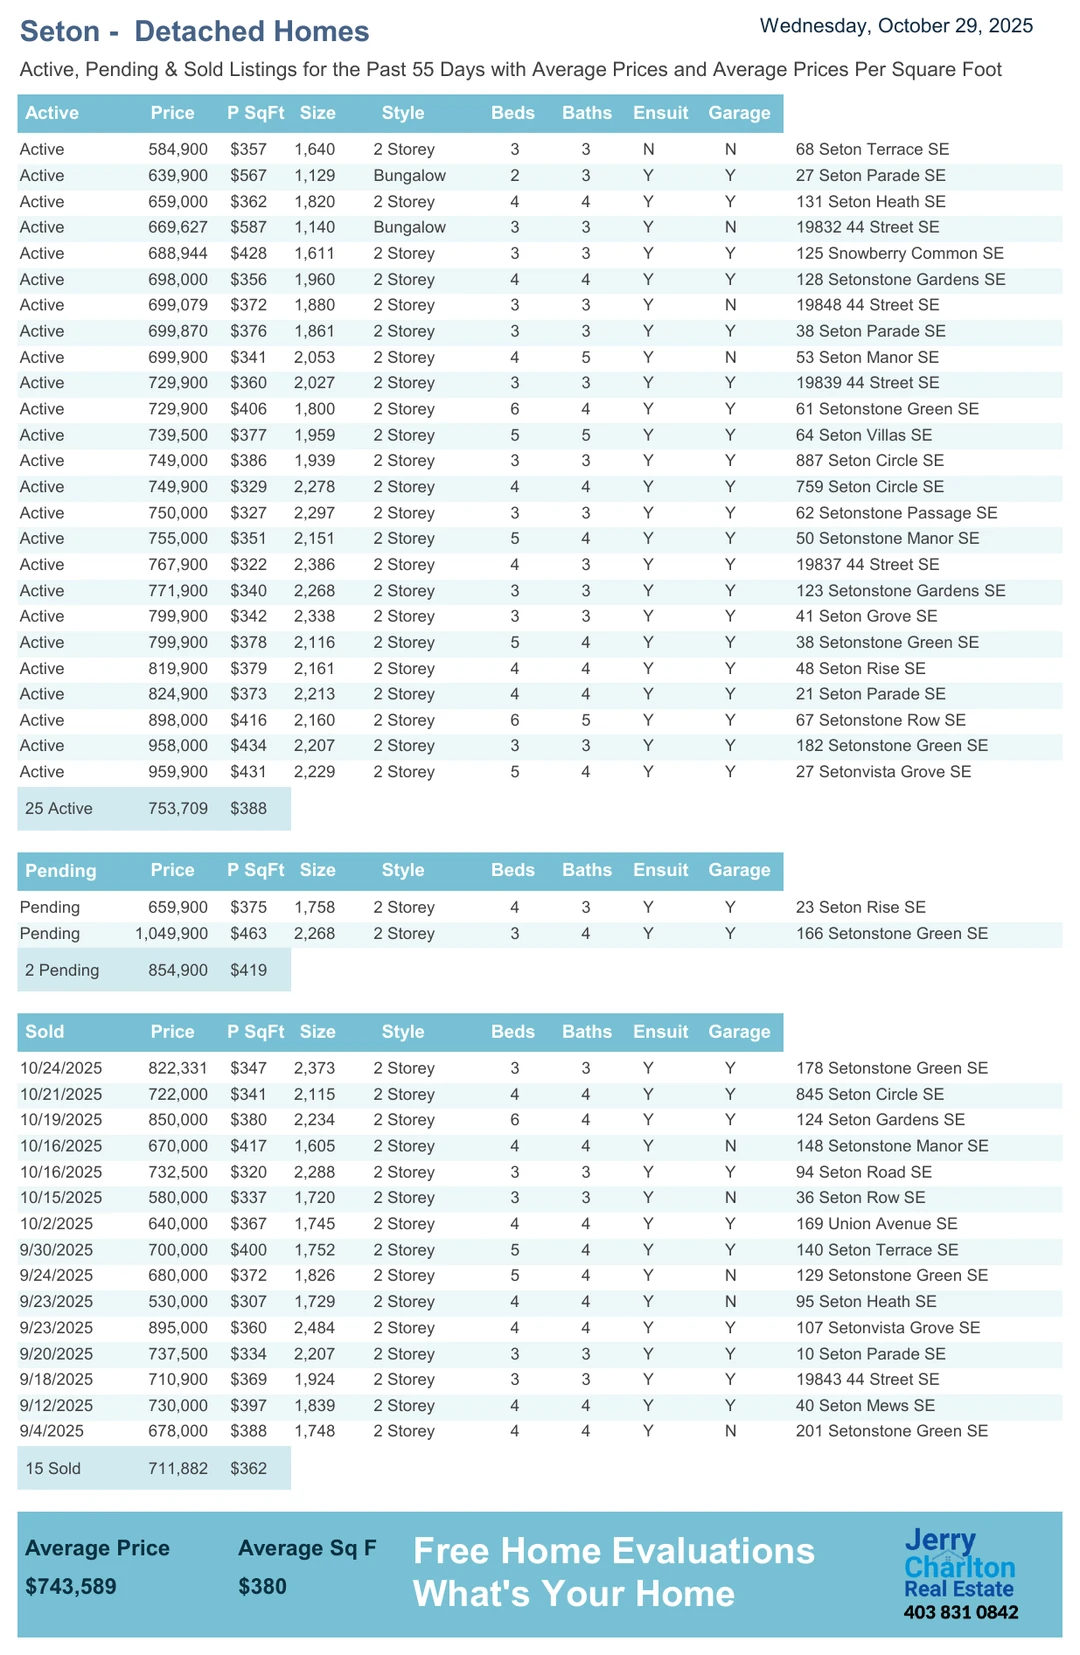 Seton -  Detached Homes
Wednesday, October 29, 2025
Active, Pending & Sold Listings for the Past 55 Days with Average Prices and Average Prices Per Square Foot
Active Price P SqFt Size Style Beds Baths Ensuit Garage
Active 584,900 $357 1,640 2 Storey 3 3 N N 68 Seton Terrace SE
Active 639,900 $567 1,129 Bungalow 2 3 Y Y 27 Seton Parade SE
Active 659,000 $362 1,820 2 Storey 4 4 Y Y 131 Seton Heath SE
Active 669,627 $587 1,140 Bungalow 3 3 Y N 19832 44 Street SE
Active 688,944 $428 1,611 2 Storey 3 3 Y Y 125 Snowberry Common SE
Active 698,000 $356 1,960 2 Storey 4 4 Y Y 128 Setonstone Gardens SE
Active 699,079 $372 1,880 2 Storey 3 3 Y N 19848 44 Street SE
Active 699,870 $376 1,861 2 Storey 3 3 Y Y 38 Seton Parade SE
Active 699,900 $341 2,053 2 Storey 4 5 Y N 53 Seton Manor SE
Active 729,900 $360 2,027 2 Storey 3 3 Y Y 19839 44 Street SE
Active 729,900 $406 1,800 2 Storey 6 4 Y Y 61 Setonstone Green SE
Active 739,500 $377 1,959 2 Storey 5 5 Y Y 64 Seton Villas SE
Active 749,000 $386 1,939 2 Storey 3 3 Y Y 887 Seton Circle SE
Active 749,900 $329 2,278 2 Storey 4 4 Y Y 759 Seton Circle SE
Active 750,000 $327 2,297 2 Storey 3 3 Y Y 62 Setonstone Passage SE
Active 755,000 $351 2,151 2 Storey 5 4 Y Y 50 Setonstone Manor SE
Active 767,900 $322 2,386 2 Storey 4 3 Y Y 19837 44 Street SE
Active 771,900 $340 2,268 2 Storey 3 3 Y Y 123 Setonstone Gardens SE
Active 799,900 $342 2,338 2 Storey 3 3 Y Y 41 Seton Grove SE
Active 799,900 $378 2,116 2 Storey 5 4 Y Y 38 Setonstone Green SE
Active 819,900 $379 2,161 2 Storey 4 4 Y Y 48 Seton Rise SE
Active 824,900 $373 2,213 2 Storey 4 4 Y Y 21 Seton Parade SE
Active 898,000 $416 2,160 2 Storey 6 5 Y Y 67 Setonstone Row SE
Active 958,000 $434 2,207 2 Storey 3 3 Y Y 182 Setonstone Green SE
Active 959,900 $431 2,229 2 Storey 5 4 Y Y 27 Setonvista Grove SE
25 Active 753,709 $388
Pending Price P SqFt Size Style Beds Baths Ensuit Garage
Pending 659,900 $375 1,758 2 Storey 4 3 Y Y 23 Seton Rise SE
Pending 1,049,900 $463 2,268 2 Storey 3 4 Y Y 166 Setonstone Green SE
2 Pending 854,900 $419
Sold Price P SqFt Size Style Beds Baths Ensuit Garage
10/24/2025 822,331 $347 2,373 2 Storey 3 3 Y Y 178 Setonstone Green SE
10/21/2025 722,000 $341 2,115 2 Storey 4 4 Y Y 845 Seton Circle SE
10/19/2025 850,000 $380 2,234 2 Storey 6 4 Y Y 124 Seton Gardens SE
10/16/2025 670,000 $417 1,605 2 Storey 4 4 Y N 148 Setonstone Manor SE
10/16/2025 732,500 $320 2,288 2 Storey 3 3 Y Y 94 Seton Road SE
10/15/2025 580,000 $337 1,720 2 Storey 3 3 Y N 36 Seton Row SE
10/2/2025 640,000 $367 1,745 2 Storey 4 4 Y Y 169 Union Avenue SE
9/30/2025 700,000 $400 1,752 2 Storey 5 4 Y Y 140 Seton Terrace SE
9/24/2025 680,000 $372 1,826 2 Storey 5 4 Y N 129 Setonstone Green SE
9/23/2025 530,000 $307 1,729 2 Storey 4 4 Y N 95 Seton Heath SE
9/23/2025 895,000 $360 2,484 2 Storey 4 4 Y Y 107 Setonvista Grove SE
9/20/2025 737,500 $334 2,207 2 Storey 3 3 Y Y 10 Seton Parade SE
9/18/2025 710,900 $369 1,924 2 Storey 3 3 Y Y 19843 44 Street SE
9/12/2025 730,000 $397 1,839 2 Storey 4 4 Y Y 40 Seton Mews SE
9/4/2025 678,000 $388 1,748 2 Storey 4 4 Y N 201 Setonstone Green SE
15 Sold 711,882 $362
Average Price Average Sq F
$743,589 $380
Free Home Evaluations
What's Your Home
Jerry
Charlton
Real Estate
403 831 0842